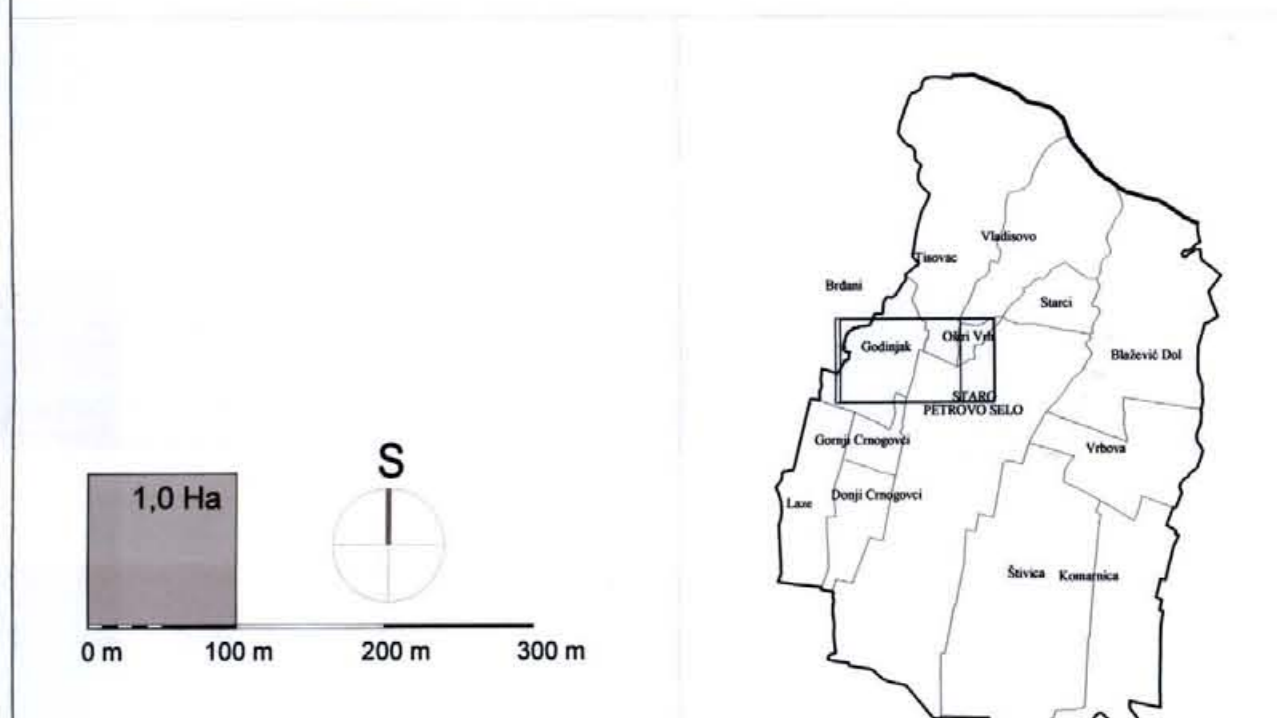 Vladisovo
Tisovac
Brđani
Starci
Godinjak
Oštri Vrh
Blažević Dol
STARO
PETROVO SELO
Gornji Crnogovci
Vrbova
Donji Crnogovci
Laze
Štivica
Komarnica
S
1,0 Ha
0 m
100 m
200 m
300 m